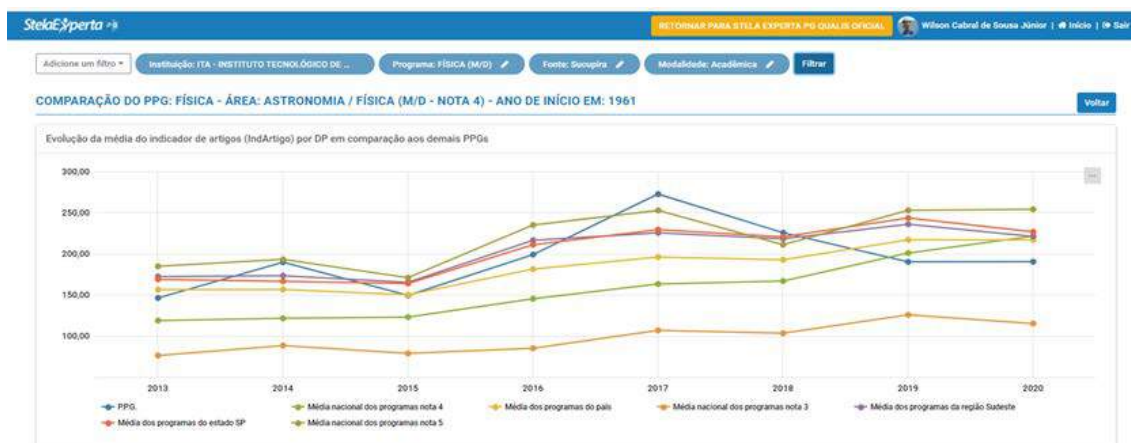 StelaExperta
RETORNAR PARA STELA EXPERTA PG QUALIS OFICIAL
Wilson Cabral de Sousa Júnior | Início | Sair
Adicione um filtro
Instituição: ITA - INSTITUTO TECNOLÓGICO DE ...
Programa: FÍSICA (M/D)
Fonte: Sucupira
Modalidade: Acadêmica
Filtrar
COMPARAÇÃO DO PPG: FÍSICA - ÁREA: ASTRONOMIA / FÍSICA (M/D - NOTA 4) - ANO DE INÍCIO EM: 1961
Voltar
Evolução da média do indicador de artigos (IndArtigo) por DP em comparação aos demais PPGs
300,00
250,00
200,00
150,00
100,00
2013 2014 2015 2016 2017 2018 2019 2020
PPG. Média nacional dos programas nota 4 Média dos programas do país Média nacional dos programas nota 3 Média dos programas da região Sudeste
Média dos programas do estado SP Média nacional dos programas nota 5